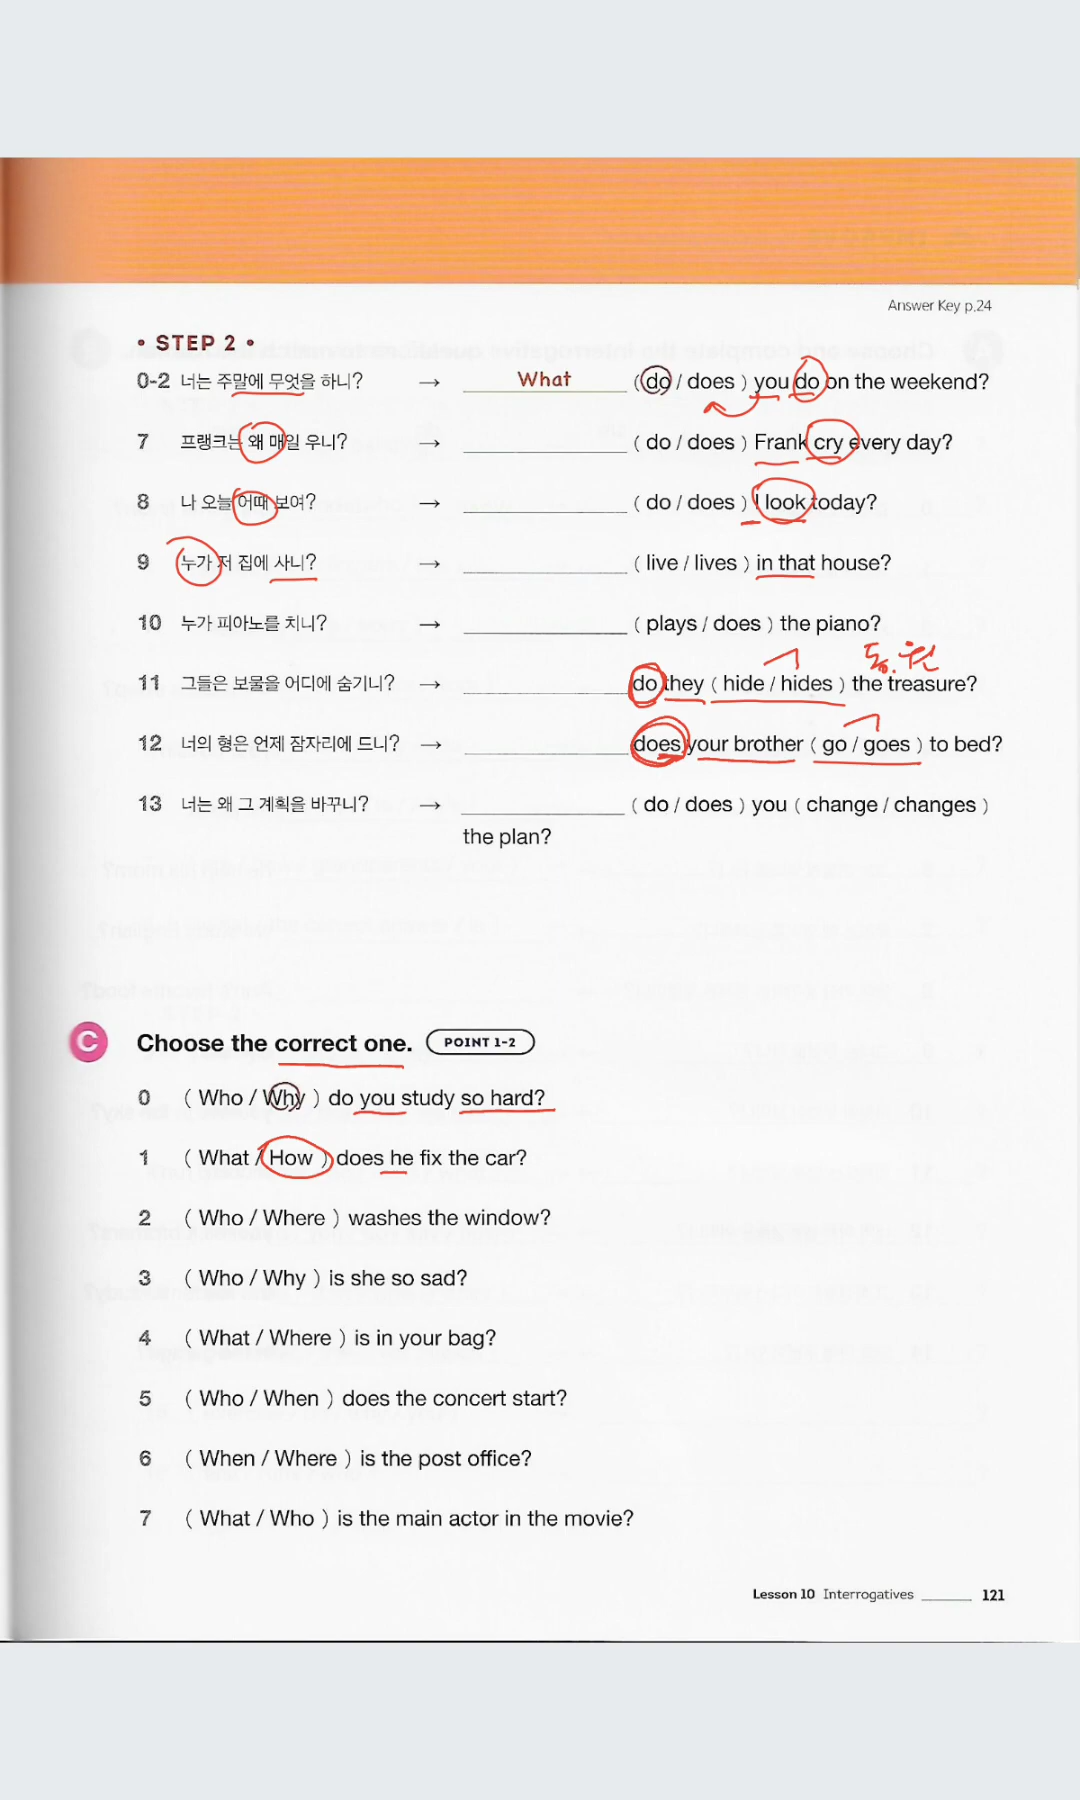 Answer Key p.24
• STEP 2 •
0-2 너는 주말에 무엇을 하니? → What ( do / does ) you do on the weekend?
7 프랭크는 왜 매일 우니? → ____ ( do / does ) Frank cry every day?
8 나 오늘 어때 보여? → ____ ( do / does ) I look today?
9 누가 저 집에 사니? → ____ ( live / lives ) in that house?
10 누가 피아노를 치니? → ____ ( plays / does ) the piano?
동.원
11 그들은 보물을 어디에 숨기니? → ____ do they ( hide / hides ) the treasure?
12 너의 형은 언제 잠자리에 드니? → ____ does your brother ( go / goes ) to bed?
13 너는 왜 그 계획을 바꾸니? → ____ ( do / does ) you ( change / changes )
the plan?
C Choose the correct one. POINT 1-2
0 ( Who / Why ) do you study so hard?
1 ( What / How ) does he fix the car?
2 ( Who / Where ) washes the window?
3 ( Who / Why ) is she so sad?
4 ( What / Where ) is in your bag?
5 ( Who / When ) does the concert start?
6 ( When / Where ) is the post office?
7 ( What / Who ) is the main actor in the movie?
Lesson 10 Interrogatives ____ 121